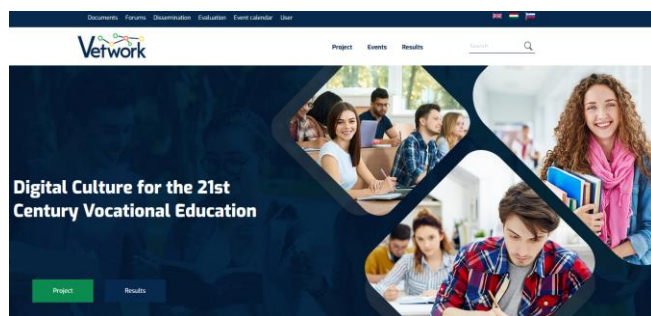 Documents Forums Dissemination Evaluation Event calendar User
Vetwork
Project Events Results Search
Digital Culture for the 21st
Century Vocational Education
Project Results